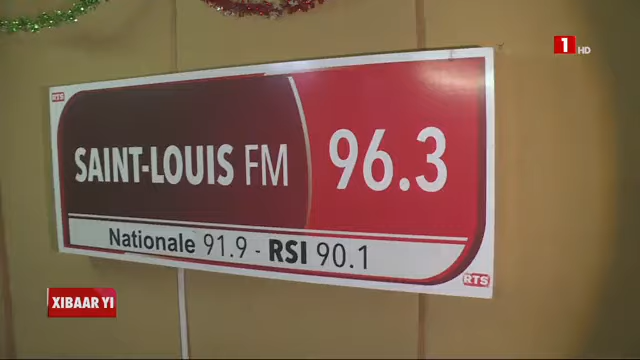 1 HD
RTS
SAINT-LOUIS FM 96.3
Nationale 91.9 - RSI 90.1
RTS
XIBAAR YI